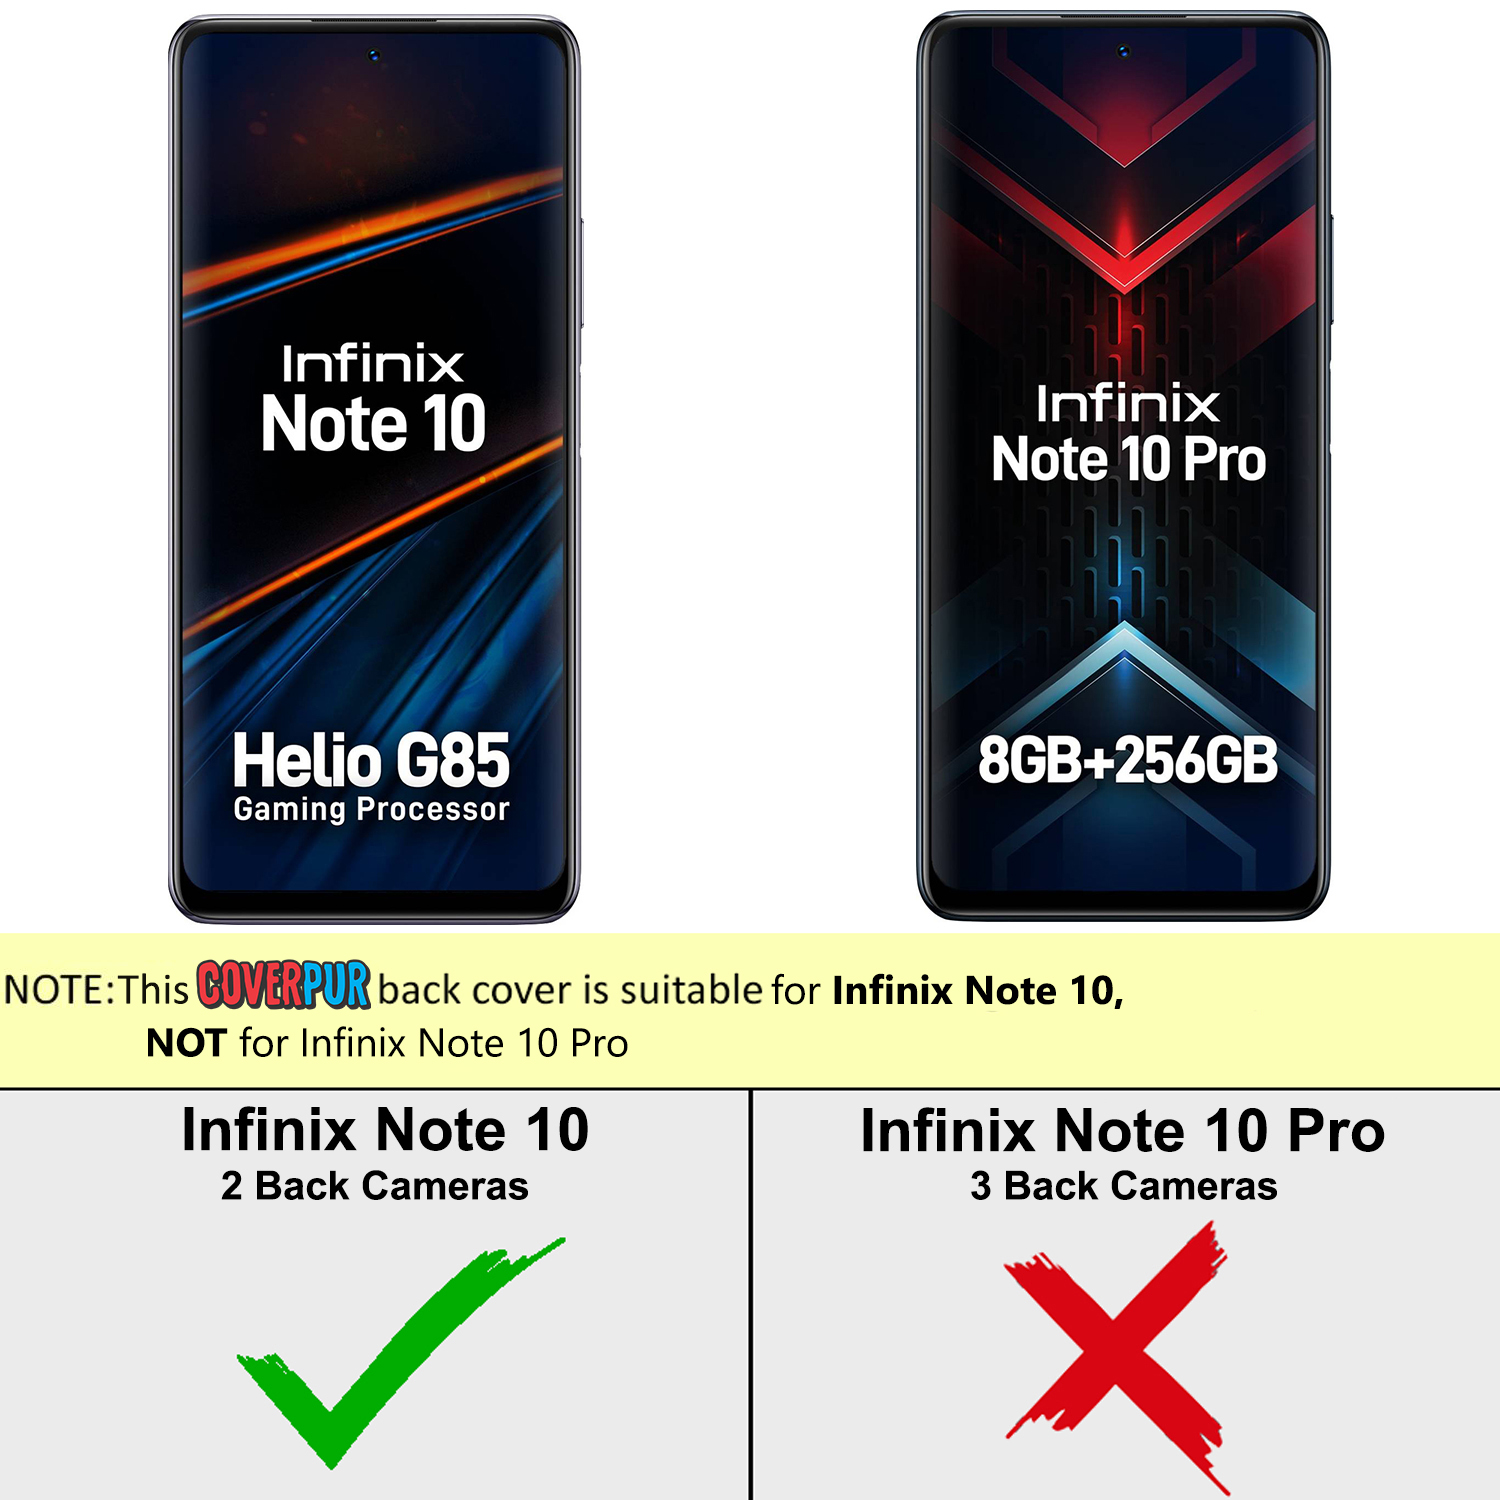 Infinix
Note 10
Helio G85
Gaming Processor
Infinix
Note 10 Pro
8GB+256GB
NOTE:This COVERPUR back cover is suitable for Infinix Note 10,
NOT for Infinix Note 10 Pro
Infinix Note 10
2 Back Cameras
Infinix Note 10 Pro
3 Back Cameras